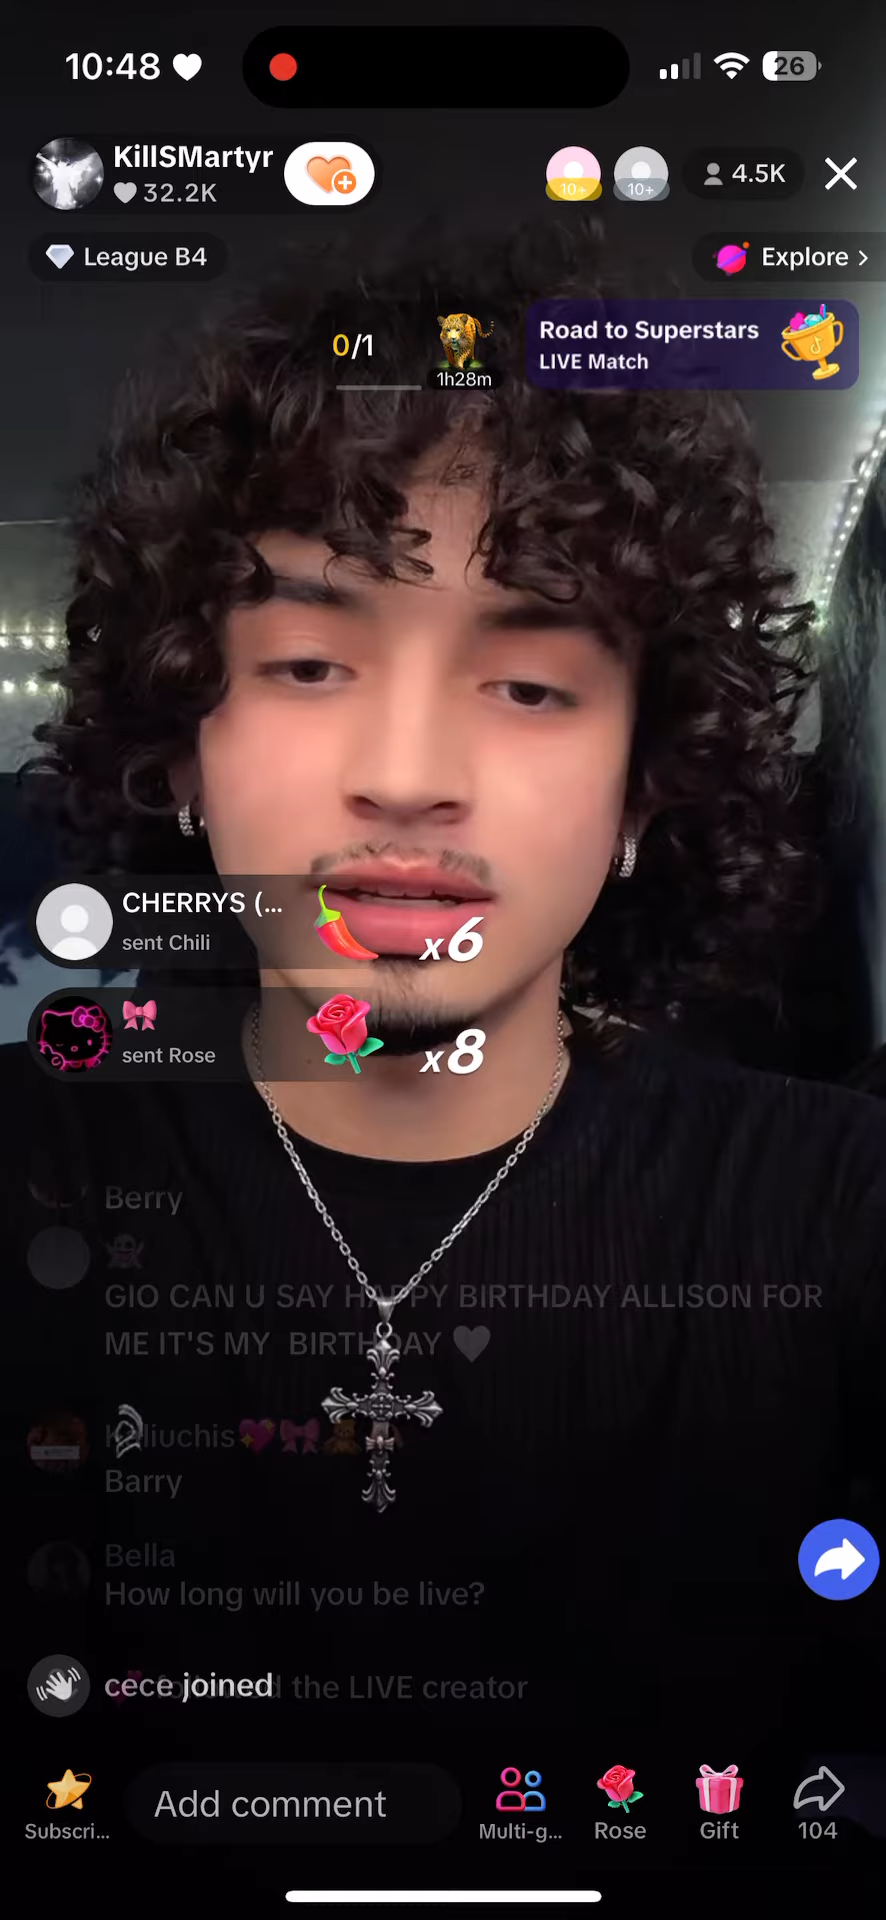 10:48
26
KillSMartyr
32.2K
10+
10+
4.5K
League B4
Explore >
0/1
1h28m
Road to Superstars
LIVE Match
CHERRYS (...
sent Chili
x6
sent Rose
x8
Berry
GIO CAN U SAY HAPPY BIRTHDAY ALLISON FOR
ME IT'S MY BIRTHDAY
Kaliuchis
Barry
Bella
How long will you be live?
cece joined
the LIVE creator
Subscri...
Add comment
Multi-g...
Rose
Gift
104